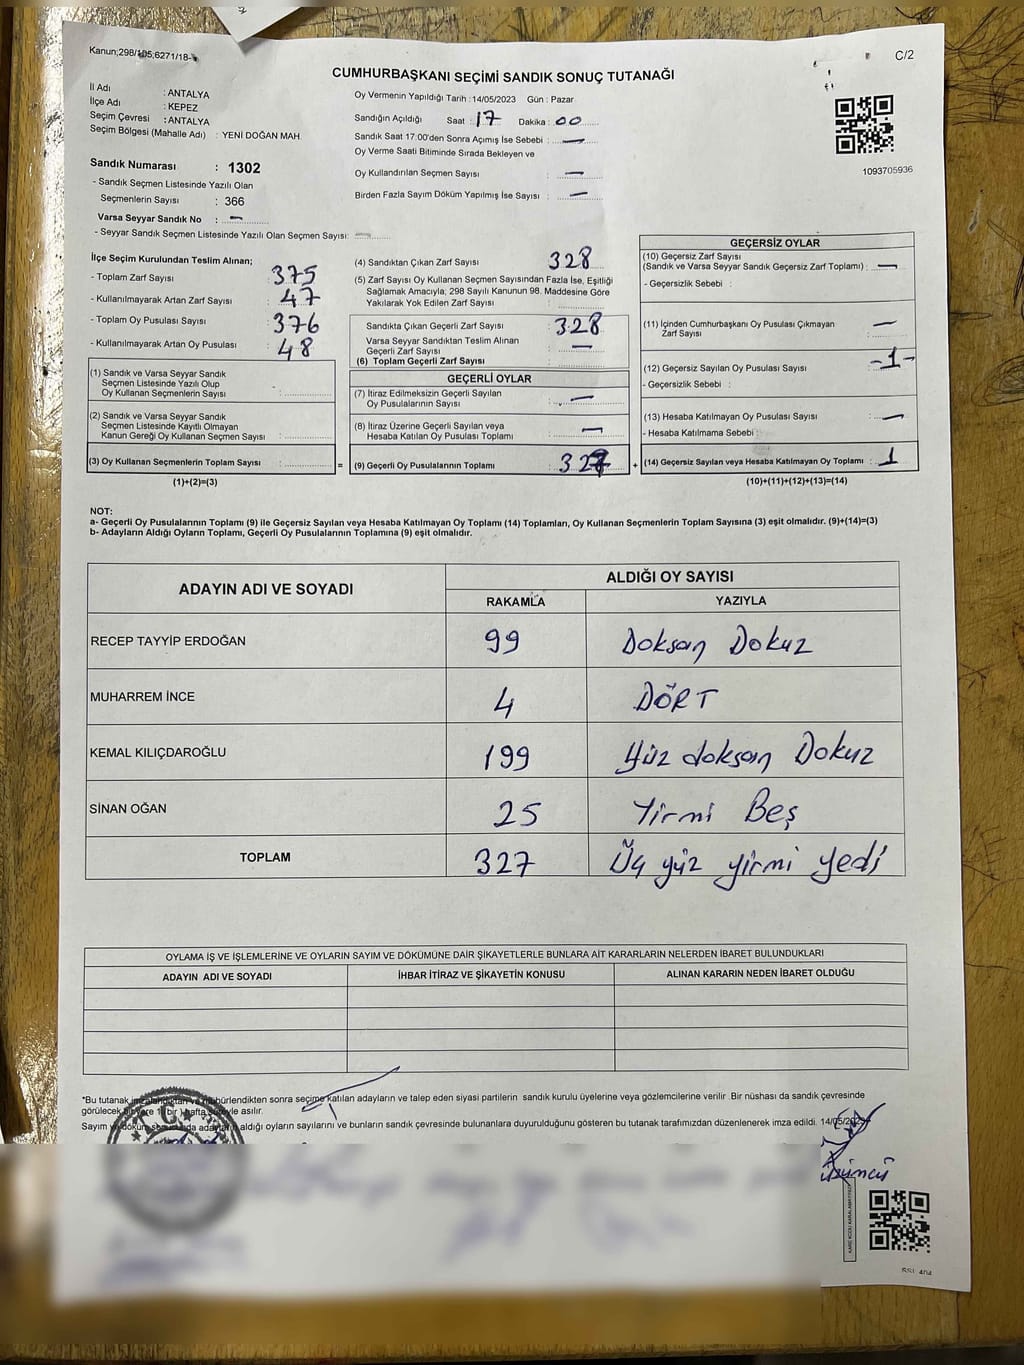 Kanun;298/105;6271/18-
C/2
CUMHURBAŞKANI SEÇİMİ SANDIK SONUÇ TUTANAĞI
İl Adı : ANTALYA
İlçe Adı : KEPEZ
Seçim Çevresi : ANTALYA
Seçim Bölgesi (Mahalle Adı) : YENİ DOĞAN MAH.
Sandık Numarası : 1302
- Sandık Seçmen Listesinde Yazılı Olan
Seçmenlerin Sayısı : 366
Varsa Seyyar Sandık No : –
- Seyyar Sandık Seçmen Listesinde Yazılı Olan Seçmen Sayısı: –
Oy Vermenin Yapıldığı Tarih :14/05/2023 Gün : Pazar
Sandığın Açıldığı Saat : 17 Dakika : 00
Sandık Saat 17:00'den Sonra Açımış İse Sebebi : –
Oy Verme Saati Bitiminde Sırada Bekleyen ve
Oy Kullandırılan Seçmen Sayısı : –
Birden Fazla Sayım Döküm Yapılmış İse Sayısı : –
1093705936
İlçe Seçim Kurulundan Teslim Alınan;
- Toplam Zarf Sayısı : 375
- Kullanılmayarak Artan Zarf Sayısı : 47
- Toplam Oy Pusulası Sayısı : 376
- Kullanılmayarak Artan Oy Pusulası : 48
(1) Sandık ve Varsa Seyyar Sandık
Seçmen Listesinde Yazılı Olup
Oy Kullanan Seçmenlerin Sayısı :
(2) Sandık ve Varsa Seyyar Sandık
Seçmen Listesinde Kayıtlı Olmayan
Kanun Gereği Oy Kullanan Seçmen Sayısı :
(3) Oy Kullanan Seçmenlerin Toplam Sayısı :
(1)+(2)=(3)
(4) Sandıktan Çıkan Zarf Sayısı : 328
(5) Zarf Sayısı Oy Kullanan Seçmen Sayısından Fazla İse, Eşitliği
Sağlamak Amacıyla; 298 Sayılı Kanunun 98. Maddesine Göre
Yakılarak Yok Edilen Zarf Sayısı :
Sandıkta Çıkan Geçerli Zarf Sayısı : 328
Varsa Seyyar Sandıktan Teslim Alınan
Geçerli Zarf Sayısı : –
(6) Toplam Geçerli Zarf Sayısı :
GEÇERLİ OYLAR
(7) İtiraz Edilmeksizin Geçerli Sayılan
Oy Pusulalarının Sayısı : –
(8) İtiraz Üzerine Geçerli Sayılan veya
Hesaba Katılan Oy Pusulası Toplamı : –
= (9) Geçerli Oy Pusulalarının Toplamı : 327
GEÇERSİZ OYLAR
(10) Geçersiz Zarf Sayısı
(Sandık ve Varsa Seyyar Sandık Geçersiz Zarf Toplamı) : –
- Geçersizlik Sebebi :
(11) İçinden Cumhurbaşkanı Oy Pusulası Çıkmayan
Zarf Sayısı : –
(12) Geçersiz Sayılan Oy Pusulası Sayısı : -1-
- Geçersizlik Sebebi :
(13) Hesaba Katılmayan Oy Pusulası Sayısı : –
- Hesaba Katılmama Sebebi :
+ (14) Geçersiz Sayılan veya Hesaba Katılmayan Oy Toplamı : 1
(10)+(11)+(12)+(13)=(14)
NOT:
a- Geçerli Oy Pusulalarının Toplamı (9) ile Geçersiz Sayılan veya Hesaba Katılmayan Oy Toplamı (14) Toplamları, Oy Kullanan Seçmenlerin Toplam Sayısına (3) eşit olmalıdır. (9)+(14)=(3)
b- Adayların Aldığı Oyların Toplamı, Geçerli Oy Pusulalarının Toplamına (9) eşit olmalıdır.
ADAYIN ADI VE SOYADI
ALDIĞI OY SAYISI
RAKAMLA YAZIYLA
RECEP TAYYİP ERDOĞAN 99 Doksan Dokuz
MUHARREM İNCE 4 DÖRT
KEMAL KILIÇDAROĞLU 199 Yüz doksan Dokuz
SİNAN OĞAN 25 Yirmi Beş
TOPLAM 327 Üç yüz yirmi yedi
OYLAMA İŞ VE İŞLEMLERİNE VE OYLARIN SAYIM VE DÖKÜMÜNE DAİR ŞİKAYETLERLE BUNLARA AİT KARARLARIN NELERDEN İBARET BULUNDUKLARI
ADAYIN ADI VE SOYADI İHBAR İTİRAZ VE ŞİKAYETİN KONUSU ALINAN KARARIN NEDEN İBARET OLDUĞU
*Bu tutanak imzalandıktan ve mühürlendikten sonra seçime katılan adayların ve talep eden siyasi partilerin sandık kurulu üyelerine veya gözlemcilerine verilir. Bir nüshası da sandık çevresinde
görülecek bir yere 1 (bir) hafta süreyle asılır.
Sayım ve döküm sonunda adayların aldığı oyların sayılarını ve bunların sandık çevresinde bulunanlara duyurulduğunu gösteren bu tutanak tarafımızdan düzenlenerek imza edildi. 14/05/2023